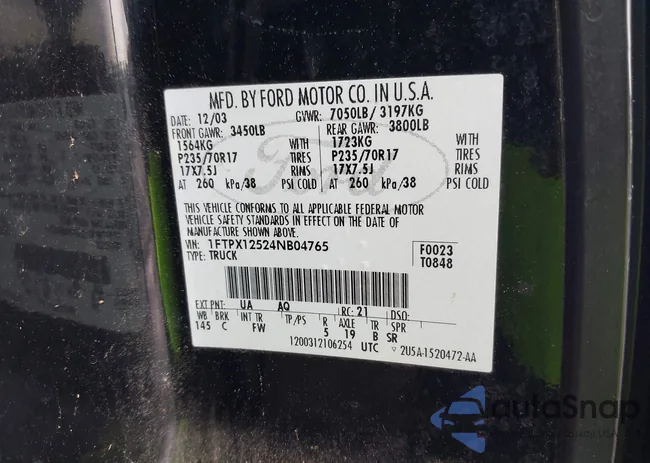 MFD. BY FORD MOTOR CO. IN U.S.A.
DATE: 12/03 GVWR: 7050LB/ 3197KG
FRONT GAWR: 3450LB REAR GAWR: 3800LB
1564KG WITH 1723KG WITH
P235/70R17 TIRES P235/70R17 TIRES
17X7.5J RIMS 17X7.5J RIMS
AT 260 kPa/38 PSI COLD AT 260 kPa/38 PSI COLD
Ford
THIS VEHICLE CONFORMS TO ALL APPLICABLE FEDERAL MOTOR
VEHICLE SAFETY STANDARDS IN EFFECT ON THE DATE OF
MANUFACTURE SHOWN ABOVE.
VIN: 1FTPX12524NB04765 F0023
TYPE: TRUCK T0848
EXT PNT: UA AQ RC: 21 DSO:
WB BRK INT TR TP/PS R AXLE TR SPR
145 C FW 5 19 B SR
1200312106254 UTC 2U5A-1520472-AA
autoSnap